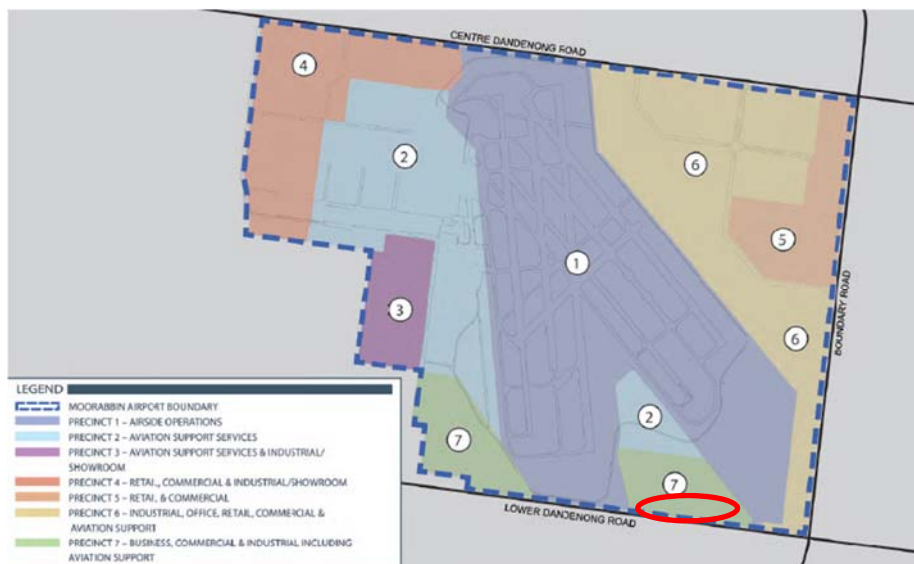 CENTRE DANDENONG ROAD
4
2
6
5
1
3
6
BOUNDARY ROAD
2
7
7
LOWER DANDENONG ROAD
LEGEND
MOORABBIN AIRPORT BOUNDARY
PRECINCT 1 – AIRSIDE OPERATIONS
PRECINCT 2 – AVIATION SUPPORT SERVICES
PRECINCT 3 – AVIATION SUPPORT SERVICES & INDUSTRIAL/
SHOWROOM
PRECINCT 4 – RETAIL, COMMERCIAL & INDUSTRIAL/SHOWROOM
PRECINCT 5 – RETAIL & COMMERCIAL
PRECINCT 6 – INDUSTRIAL, OFFICE, RETAIL, COMMERCIAL &
AVIATION SUPPORT
PRECINCT 7 – BUSINESS, COMMERCIAL & INDUSTRIAL INCLUDING
AVIATION SUPPORT